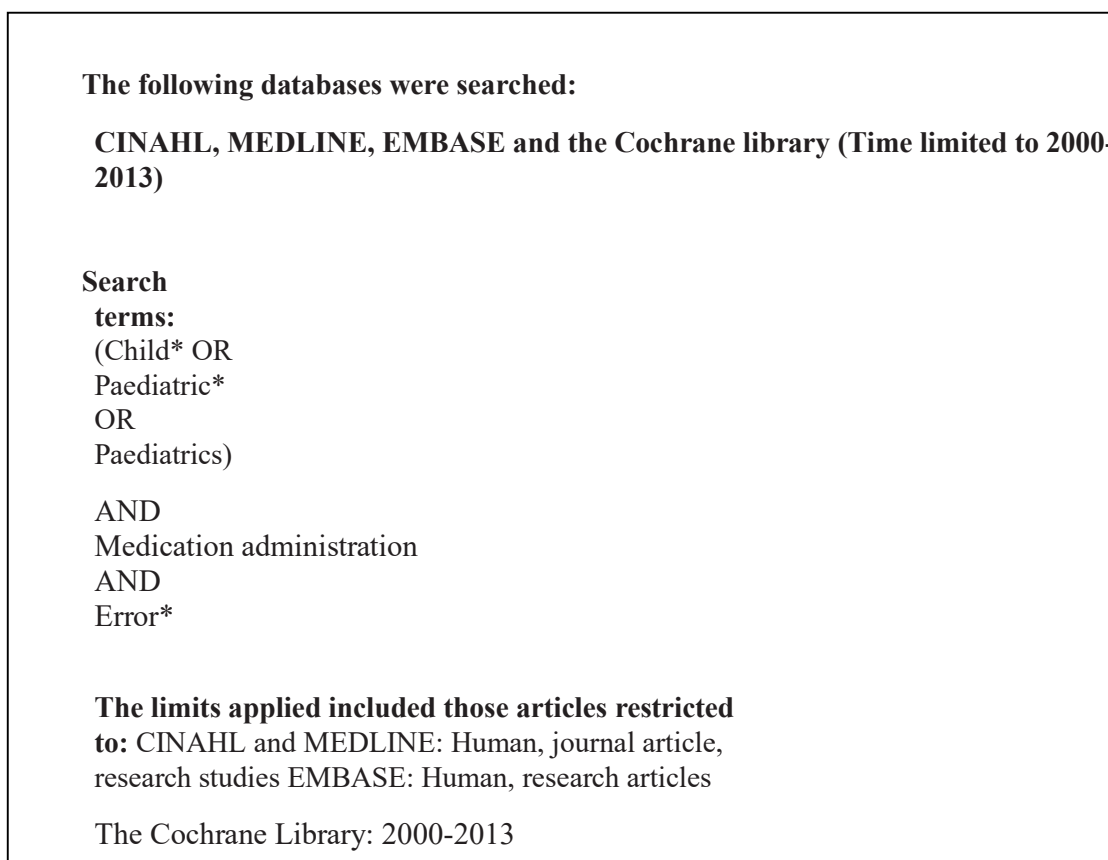 The following databases were searched:
CINAHL, MEDLINE, EMBASE and the Cochrane library (Time limited to 2000-
2013)
Search
terms:
(Child* OR
Paediatric*
OR
Paediatrics)
AND
Medication administration
AND
Error*
The limits applied included those articles restricted
to: CINAHL and MEDLINE: Human, journal article,
research studies EMBASE: Human, research articles
The Cochrane Library: 2000-2013